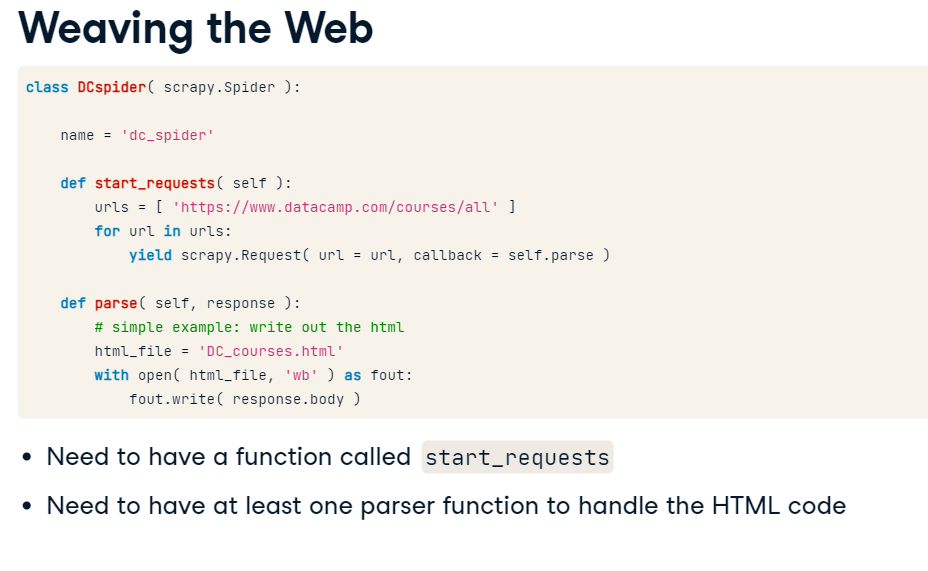 Weaving the Web
class DCspider( scrapy.Spider ):
name = 'dc_spider'
def start_requests( self ):
urls = [ 'https://www.datacamp.com/courses/all' ]
for url in urls:
yield scrapy.Request( url = url, callback = self.parse )
def parse( self, response ):
# simple example: write out the html
html_file = 'DC_courses.html'
with open( html_file, 'wb' ) as fout:
fout.write( response.body )
• Need to have a function called start_requests
• Need to have at least one parser function to handle the HTML code